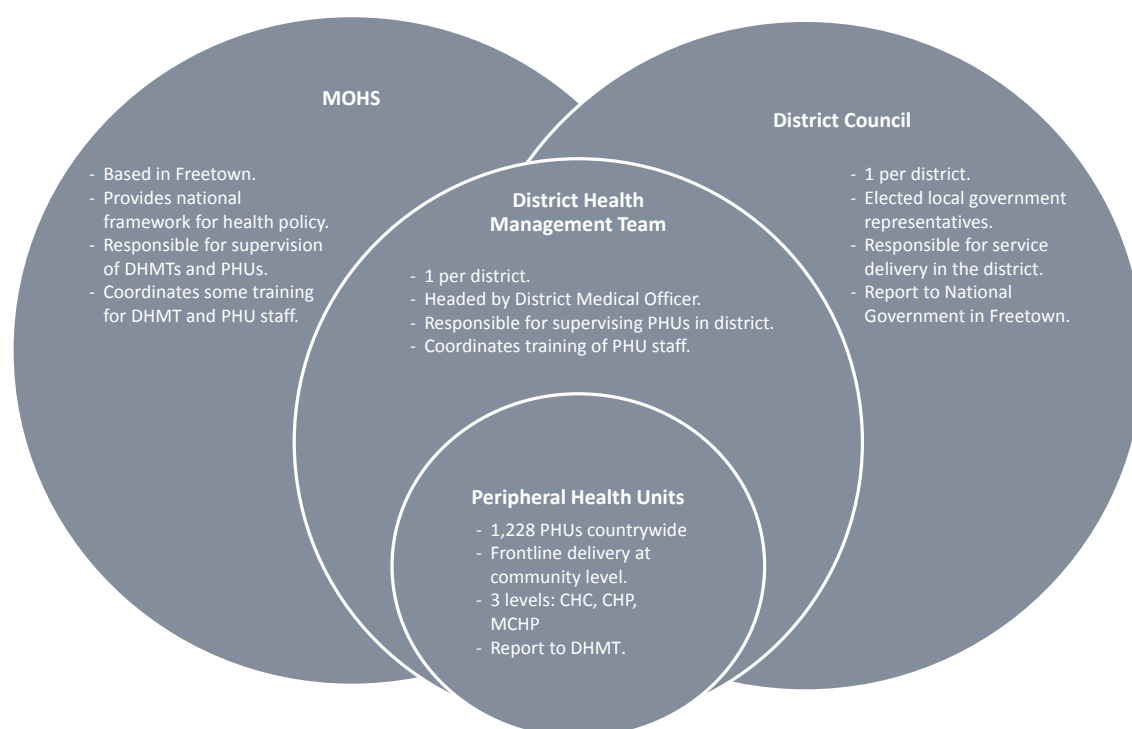 MOHS
- Based in Freetown.
- Provides national
framework for health policy.
- Responsible for supervision
of DHMTs and PHUs.
- Coordinates some training
for DHMT and PHU staff.
District Council
- 1 per district.
- Elected local government
representatives.
- Responsible for service
delivery in the district.
- Report to National
Government in Freetown.
District Health
Management Team
- 1 per district.
- Headed by District Medical Officer.
- Responsible for supervising PHUs in district.
- Coordinates training of PHU staff.
Peripheral Health Units
- 1,228 PHUs countrywide
- Frontline delivery at
community level.
- 3 levels: CHC, CHP,
MCHP
- Report to DHMT.